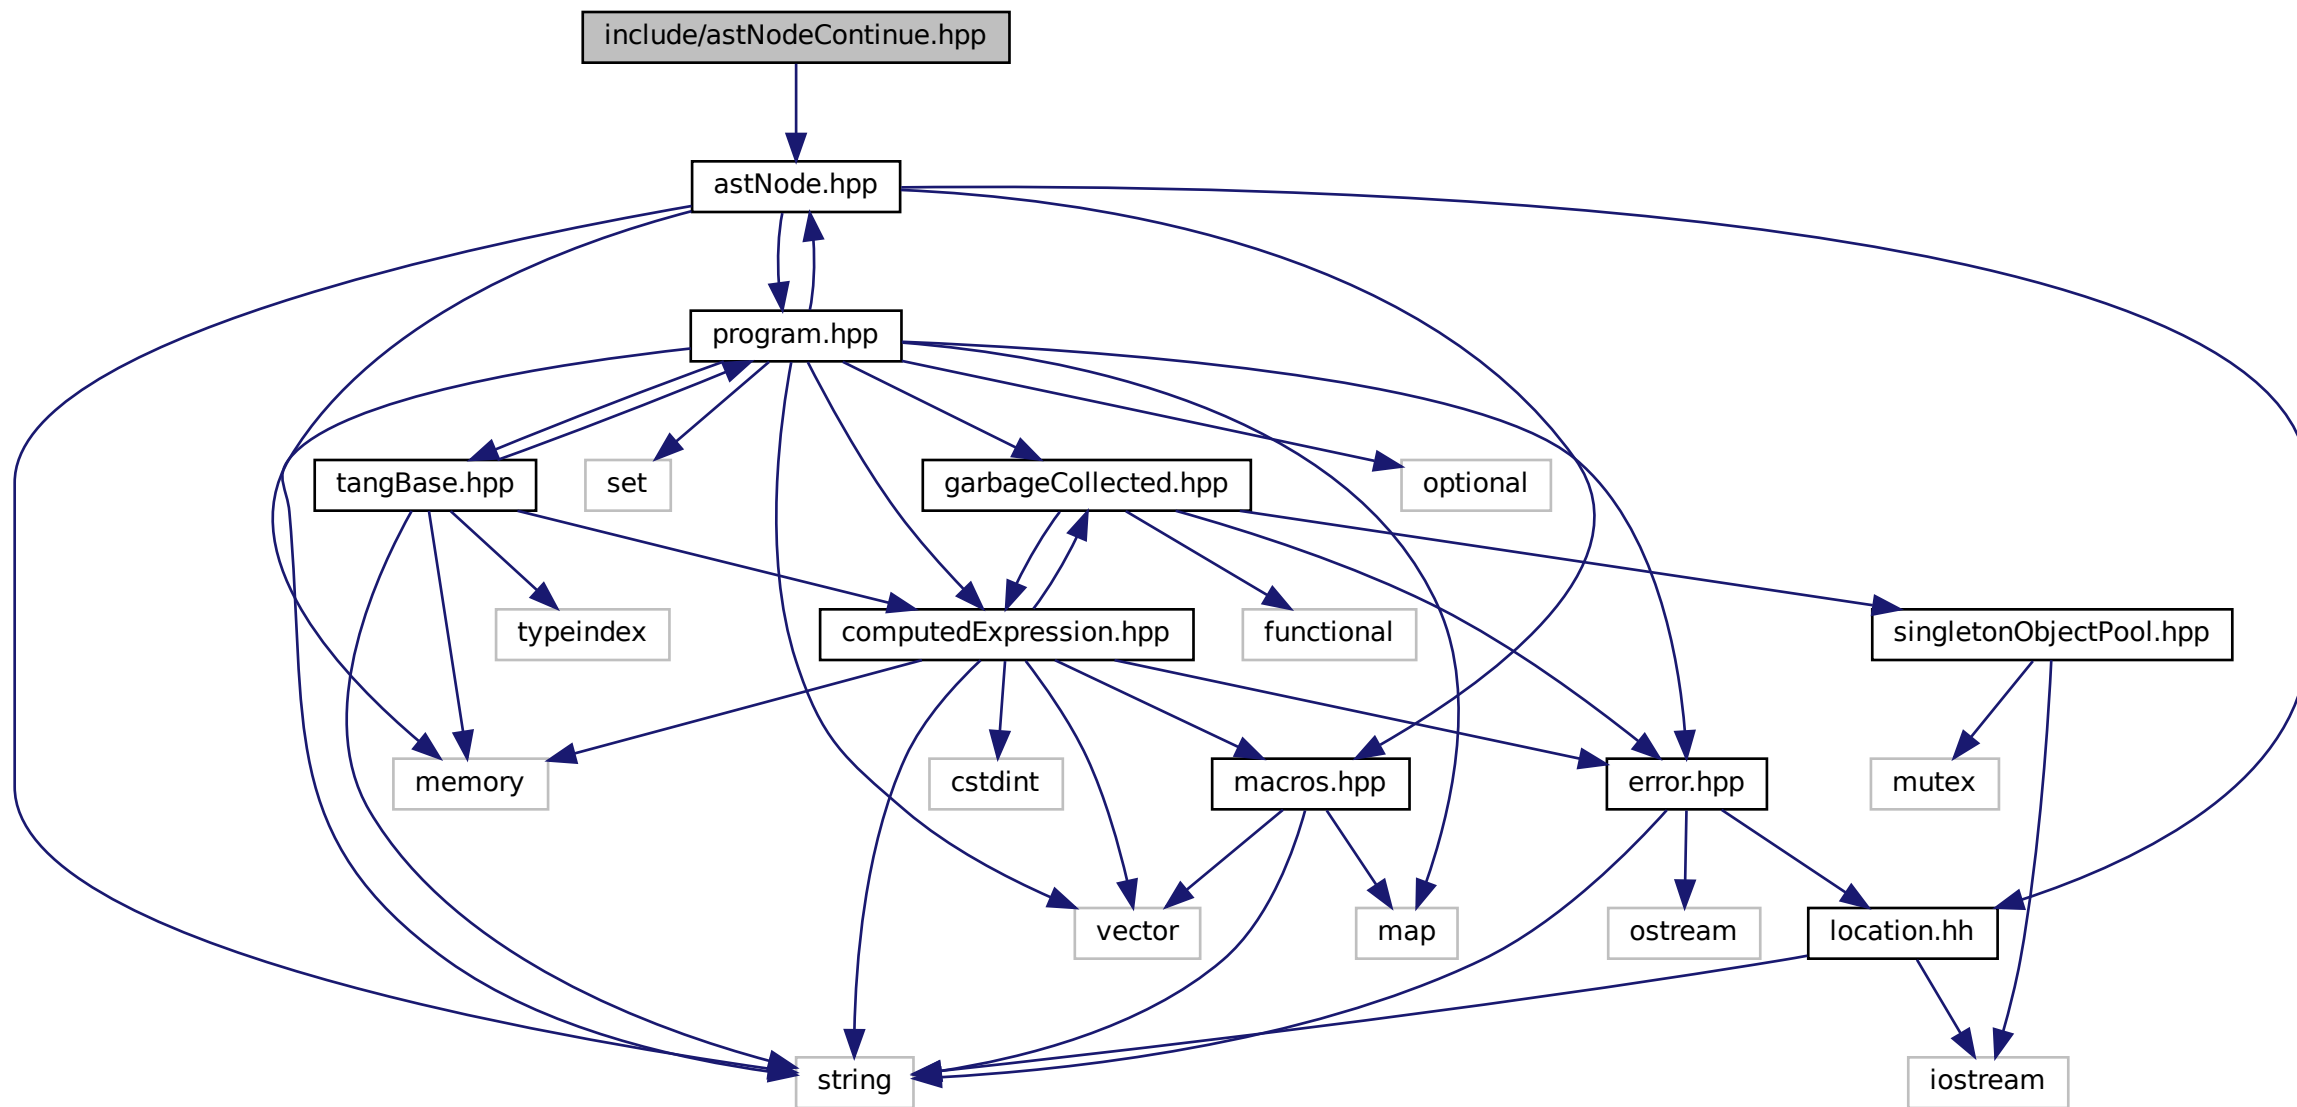 include/astNodeContinue.hpp
astNode.hpp
program.hpp
tangBase.hpp
set
garbageCollected.hpp
optional
typeindex
computedExpression.hpp
functional
singletonObjectPool.hpp
memory
cstdint
macros.hpp
error.hpp
mutex
vector
map
ostream
location.hh
string
iostream